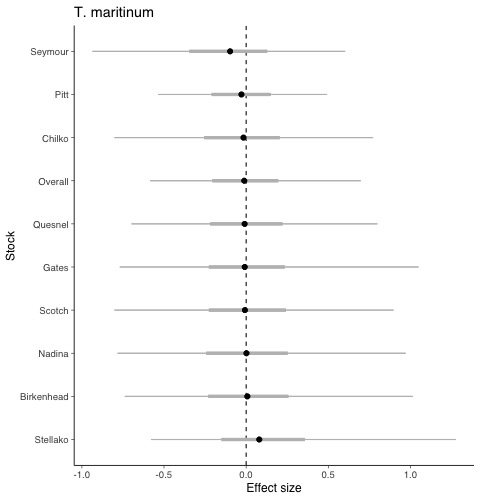 T. maritinum
Seymour
Pitt
Chilko
Overall
Quesnel
Gates
Scotch
Nadina
Birkenhead
Stellako
Stock
-1.0 -0.5 0.0 0.5 1.0
Effect size